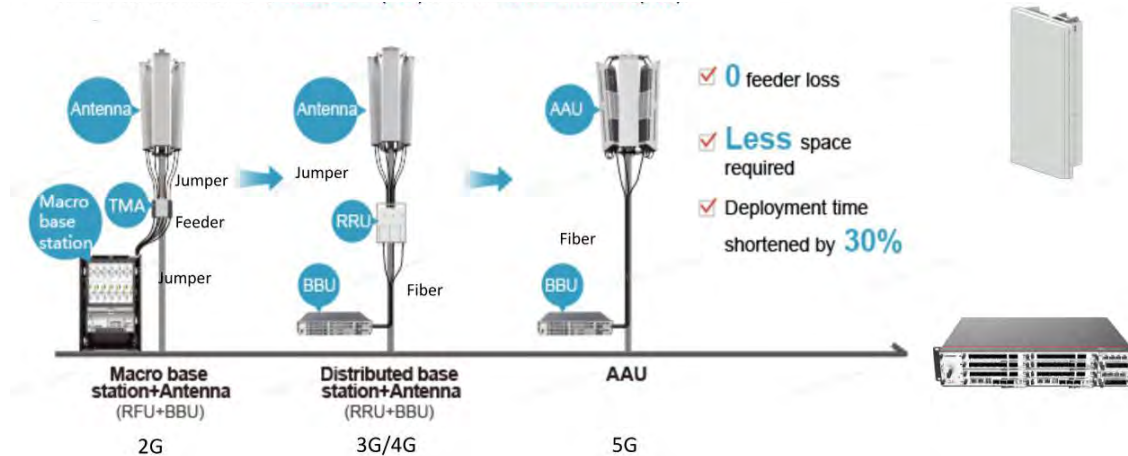 Antenna
Jumper
TMA
Feeder
Macro
base
station
Jumper
Macro base
station+Antenna
(RFU+BBU)
2G
Antenna
Jumper
RRU
BBU
Fiber
Distributed base
station+Antenna
(RRU+BBU)
3G/4G
AAU
Fiber
BBU
AAU
5G
0 feeder loss
Less space
required
Deployment time
shortened by 30%